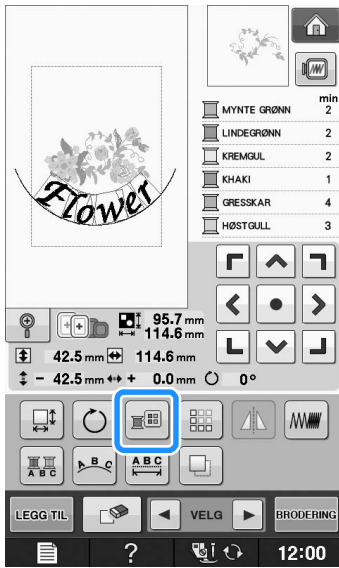 min
MYNTE GRØNN 2
LINDEGRØNN 2
KREMGUL 2
KHAKI 1
GRESSKAR 4
HØSTGULL 3
Flower
95.7 mm
114.6 mm
42.5 mm 114.6 mm
- 42.5 mm + 0.0 mm 0°
A B C A B C A B C
LEGG TIL VELG BRODERING
? 12:00